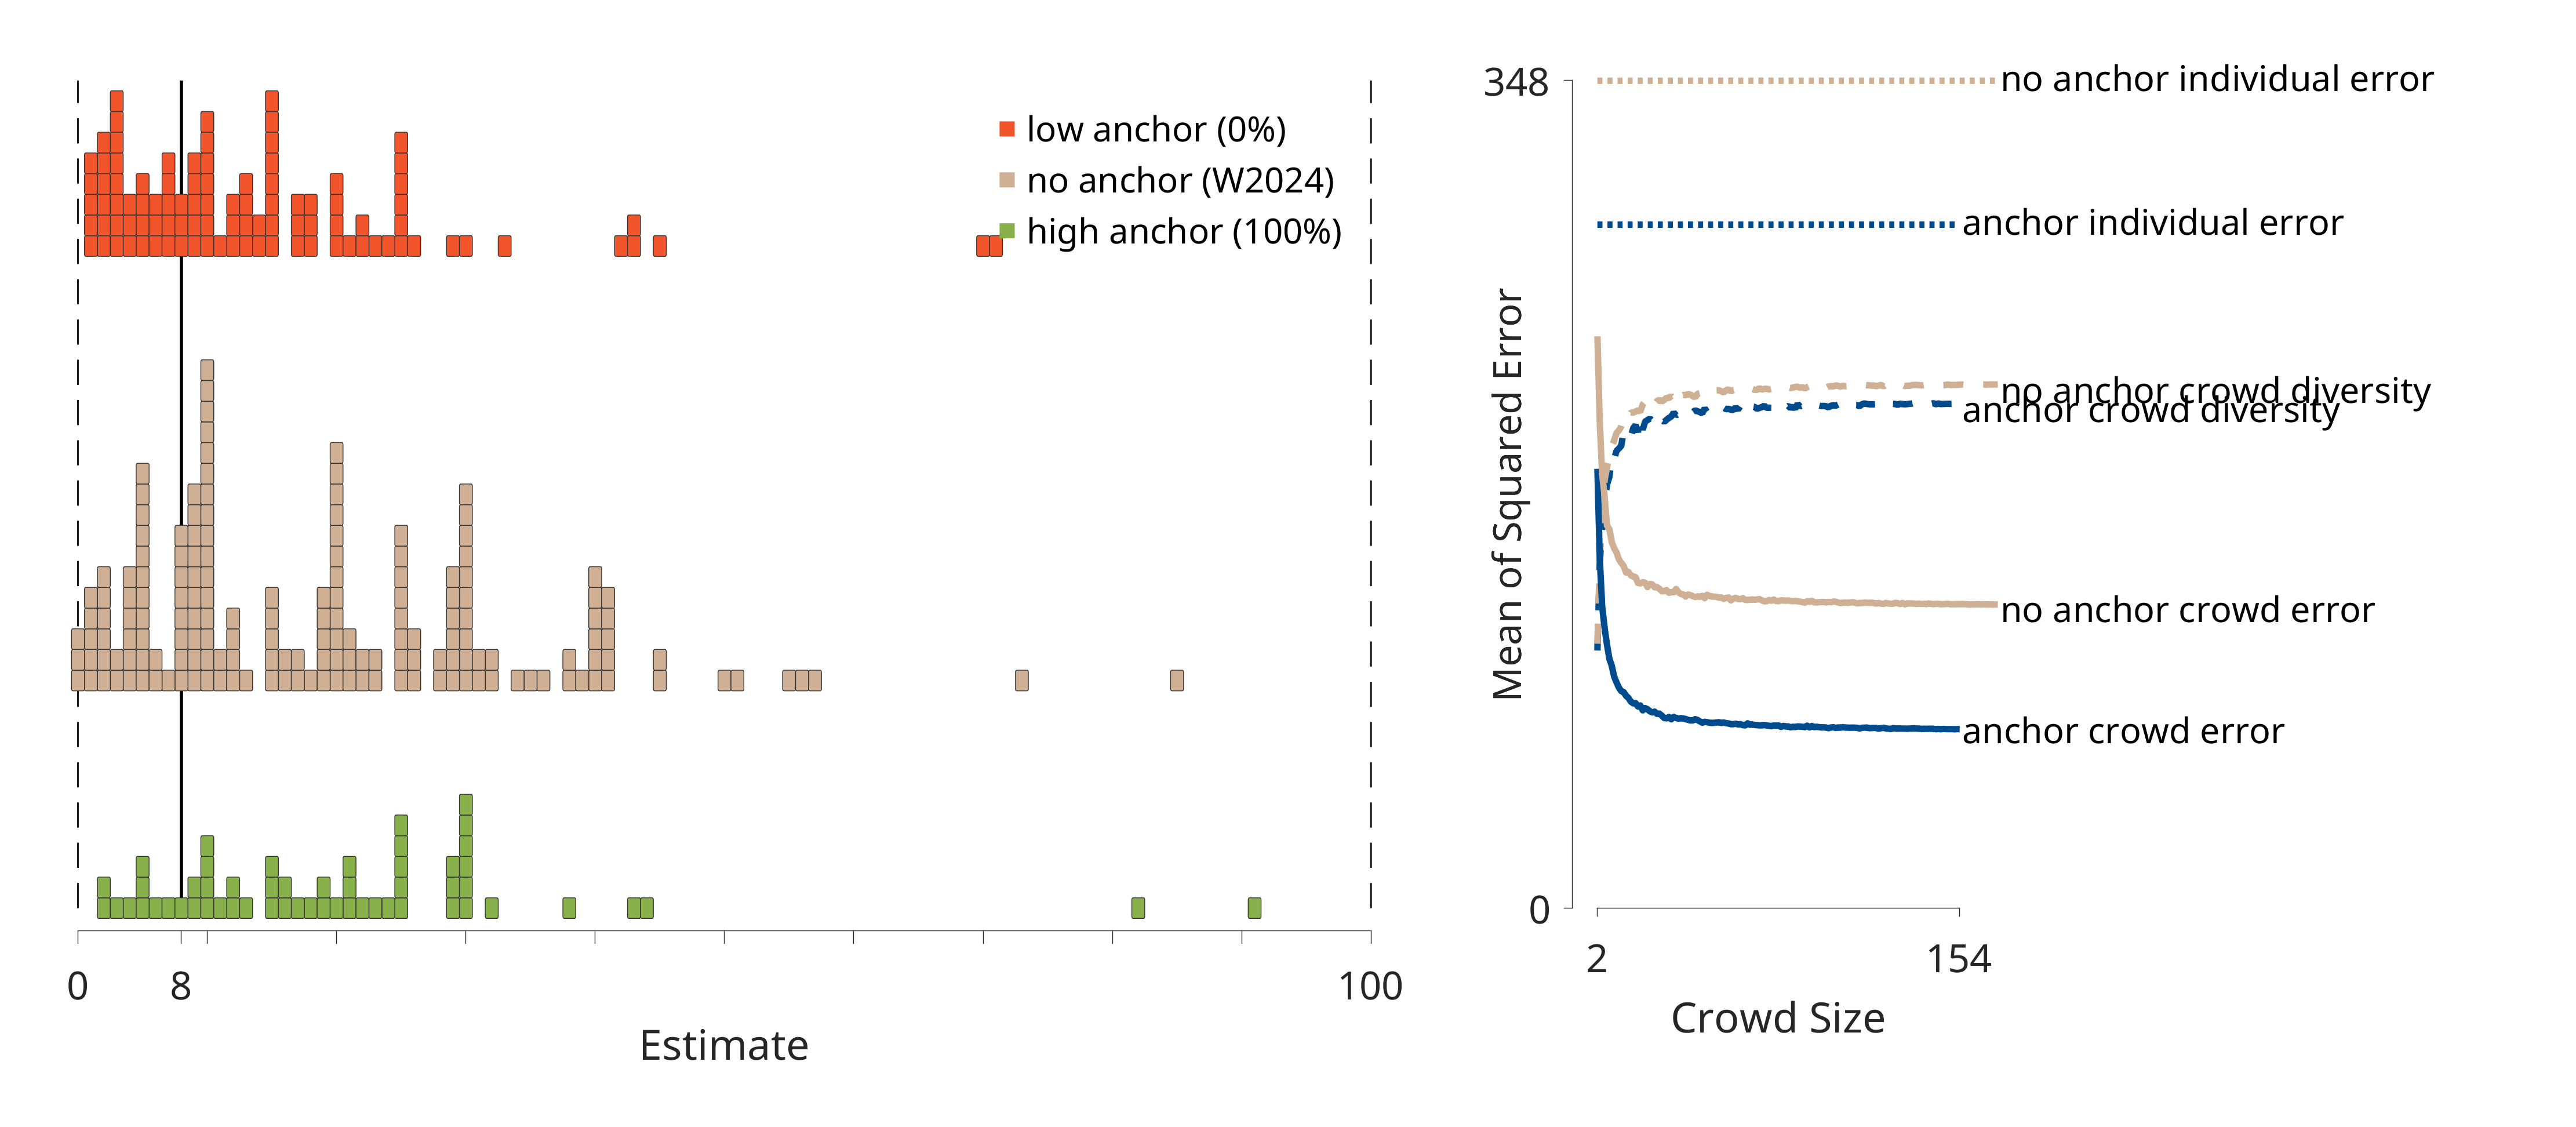 low anchor (0%)
no anchor (W2024)
high anchor (100%)
0
8
100
Estimate
348
0
Mean of Squared Error
2
154
Crowd Size
no anchor individual error
anchor individual error
no anchor crowd diversity
anchor crowd diversity
no anchor crowd error
anchor crowd error